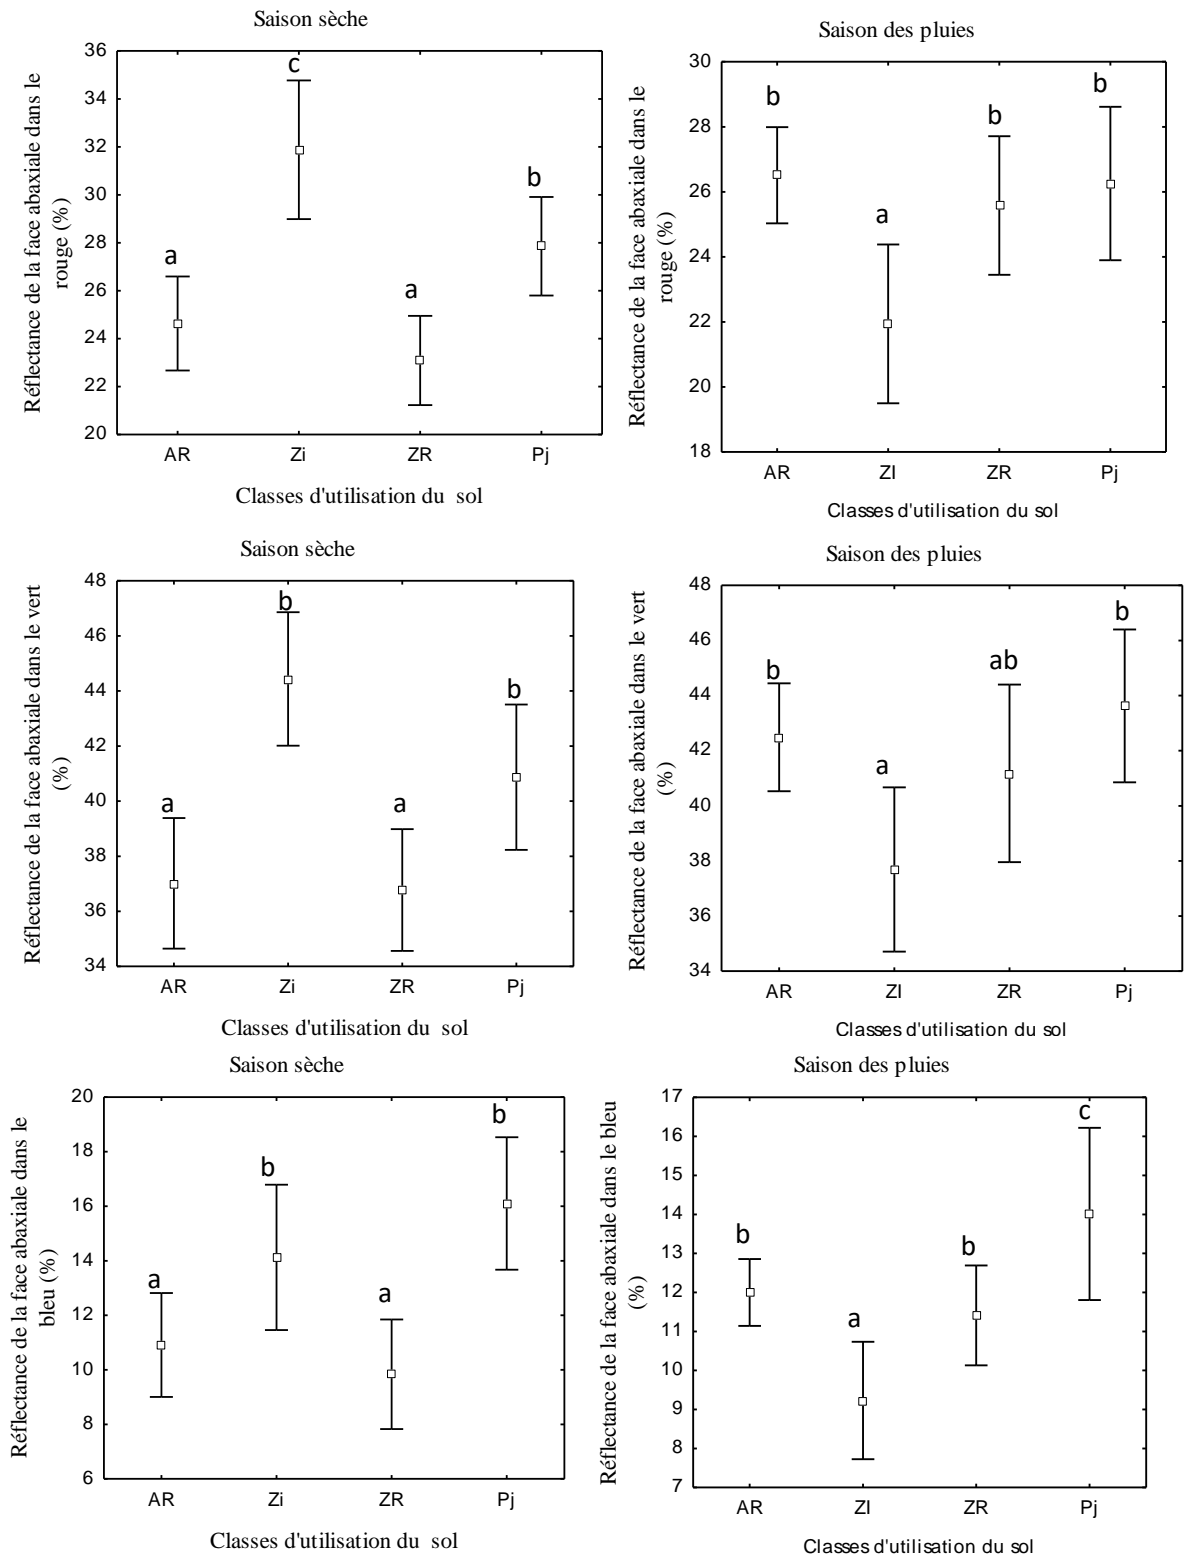 Saison sèche
Réflectance de la face abaxiale dans le
rouge (%)
36
34
32
30
28
26
24
22
20
a
c
a
b
AR Zi ZR Pj
Classes d'utilisation du sol
Saison des pluies
Réflectance de la face abaxiale dans le
rouge (%)
30
28
26
24
22
20
18
b
a
b
b
AR ZI ZR Pj
Classes d'utilisation du sol
Saison sèche
Réflectance de la face abaxiale dans le vert
(%)
48
46
44
42
40
38
36
34
a
b
a
b
AR Zi ZR Pj
Classes d'utilisation du sol
Saison des pluies
Réflectance de la face abaxiale dans le vert
(%)
48
46
44
42
40
38
36
34
b
a
ab
b
AR ZI ZR Pj
Classes d'utilisation du sol
Saison sèche
Réflectance de la face abaxiale dans le
bleu (%)
20
18
16
14
12
10
8
6
a
b
a
b
AR Zi ZR Pj
Classes d'utilisation du sol
Saison des pluies
Réflectance de la face abaxiale dans le bleu
(%)
17
16
15
14
13
12
11
10
9
8
7
b
a
b
c
AR ZI ZR Pj
Classes d'utilisation du sol